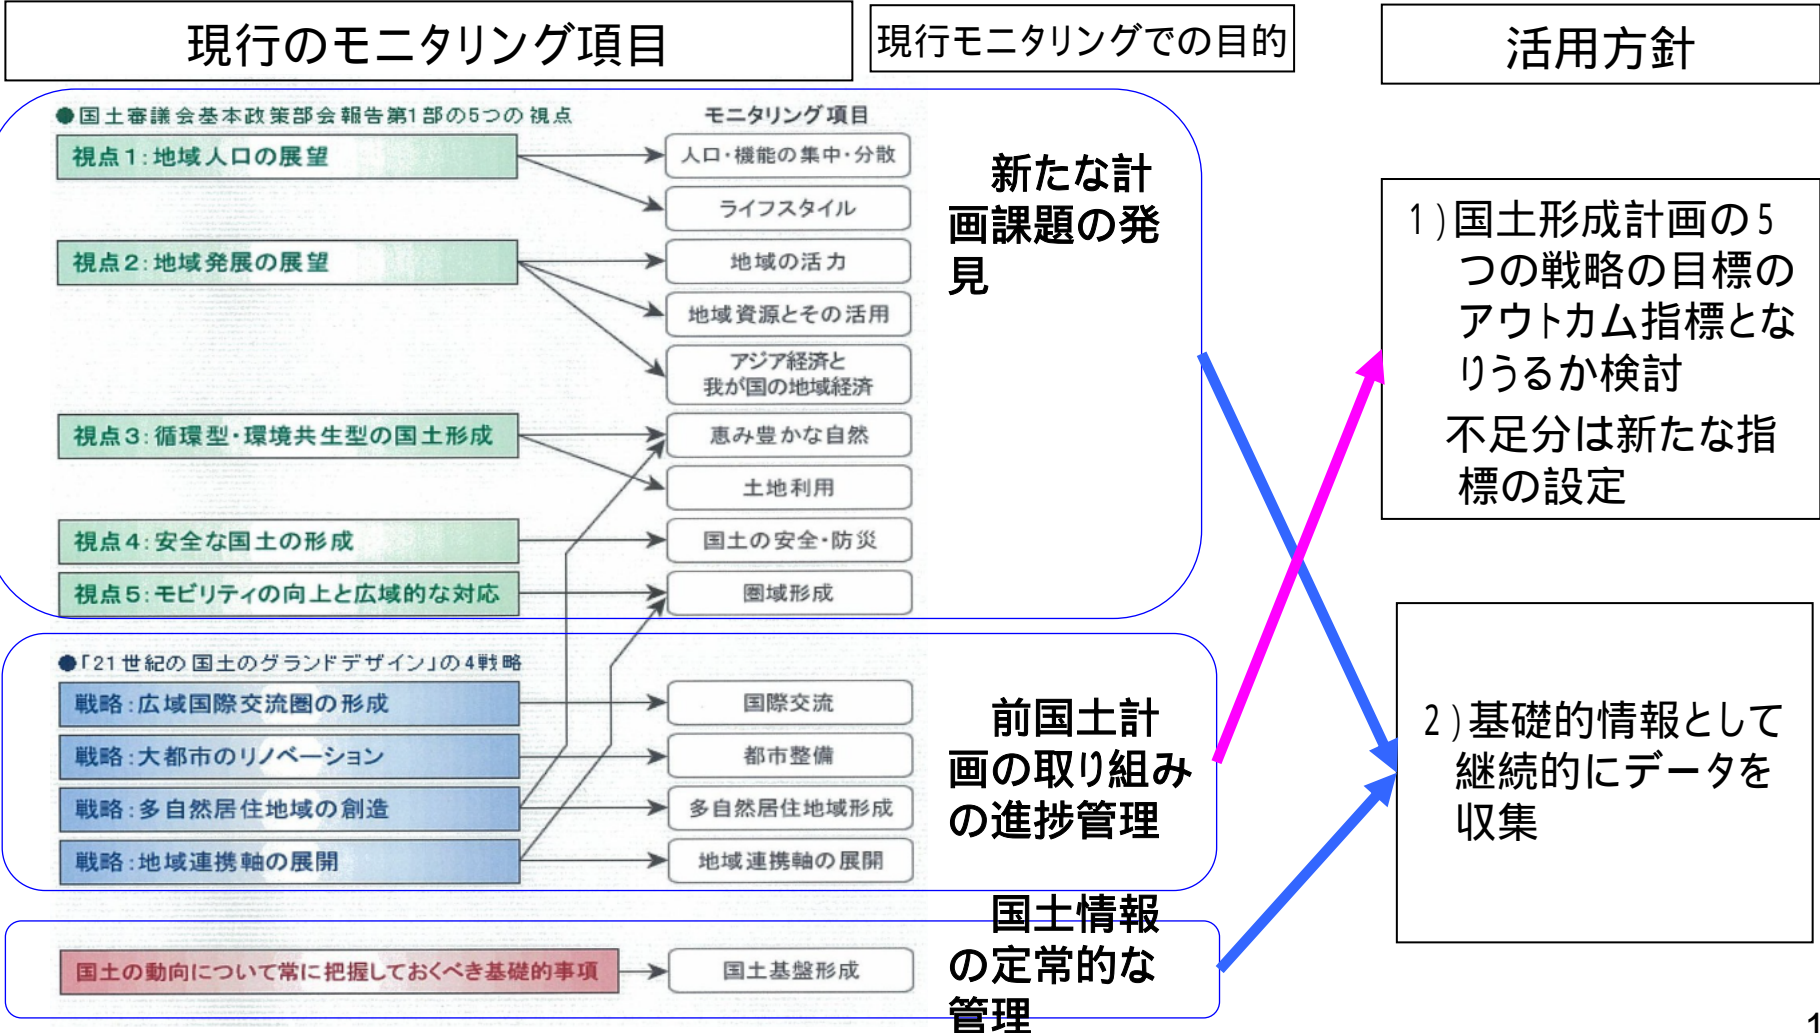 現行のモニタリング項目
現行モニタリングでの目的
活用方針
●国土審議会基本政策部会報告第1部の5つの視点
モニタリング項目
視点1:地域人口の展望
人口・機能の集中・分散
ライフスタイル
視点2:地域発展の展望
地域の活力
地域資源とその活用
アジア経済と
我が国の地域経済
視点3:循環型・環境共生型の国土形成
恵み豊かな自然
土地利用
視点4:安全な国土の形成
国土の安全・防災
視点5:モビリティの向上と広域的な対応
圏域形成
新たな計
画課題の発
見
●「21世紀の国土のグランドデザイン」の4戦略
戦略:広域国際交流圏の形成
国際交流
戦略:大都市のリノベーション
都市整備
戦略:多自然居住地域の創造
多自然居住地域形成
戦略:地域連携軸の展開
地域連携軸の展開
前国土計
画の取り組み
の進捗管理
国土の動向について常に把握しておくべき基礎的事項
国土基盤形成
国土情報
の定常的な
管理
1)国土形成計画の5
つの戦略の目標の
アウトカム指標とな
りうるか検討
不足分は新たな指
標の設定
2)基礎的情報として
継続的にデータを
収集